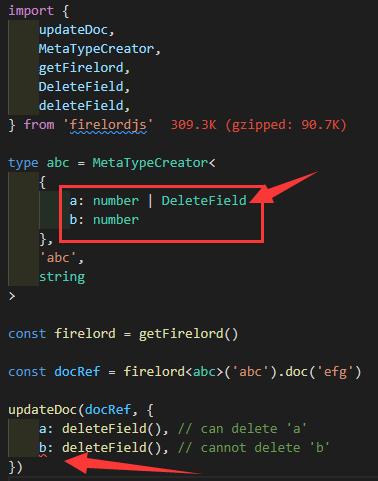 import {
    updateDoc,
    MetaTypeCreator,
    getFirelord,
    DeleteField,
    deleteField,
} from 'firelordjs'  309.3K (gzipped: 90.7K)
type abc = MetaTypeCreator<
    {
        a: number | DeleteField
        b: number
    },
    'abc',
    string
>
const firelord = getFirelord()
const docRef = firelord<abc>('abc').doc('efg')
updateDoc(docRef, {
    a: deleteField(), // can delete 'a'
    b: deleteField(), // cannot delete 'b'
})